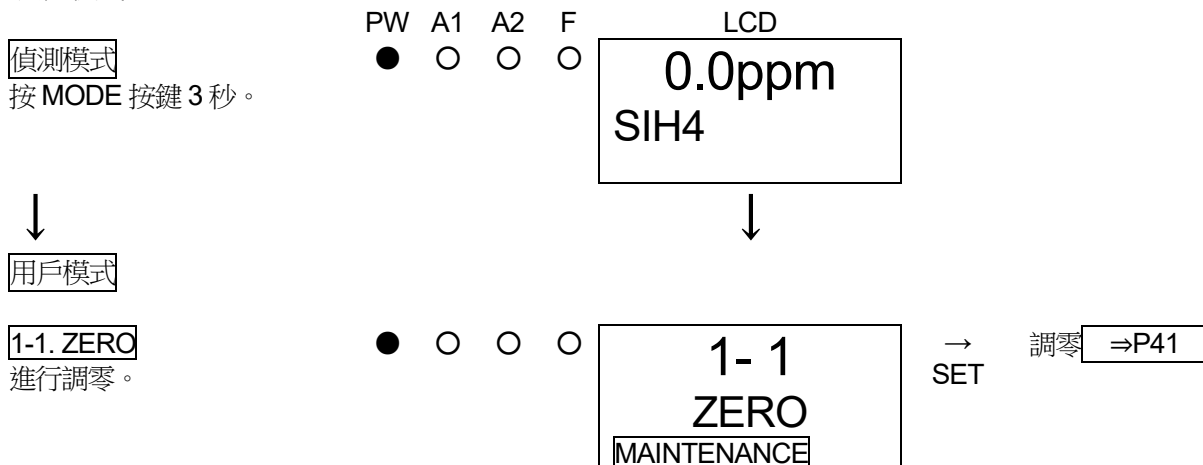 PW A1 A2 F LCD
偵測模式 ● ○ ○ ○ 0.0ppm
按 MODE 按鍵 3 秒。
SIH4
↓ ↓
用戶模式
1-1. ZERO ● ○ ○ ○ 1- 1 → 調零 ⇒P41
進行調零。 SET
ZERO
MAINTENANCE